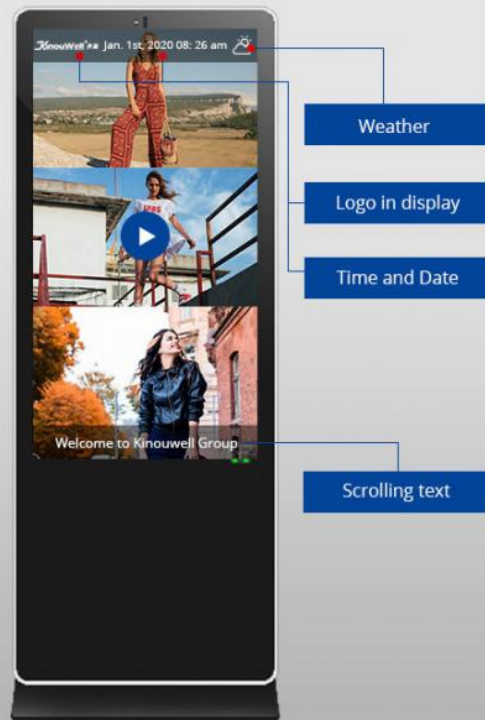 KinouWell Jan. 1st, 2020 08: 26 am
Weather
Logo in display
Time and Date
Welcome to Kinouwell Group
Scrolling text